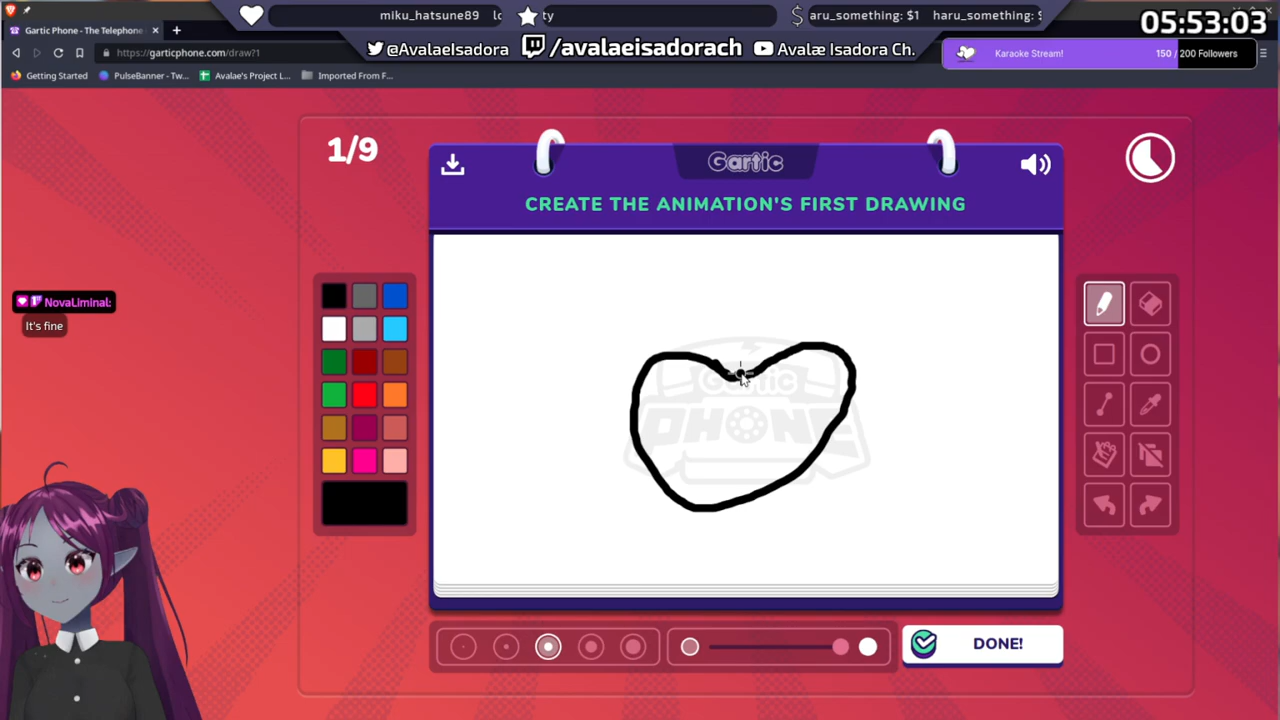 miku_hatsune89
ty
$ aru_something: $1 haru_something:
05:53:03
Gartic Phone - The Telephone
https://garticphone.com/draw?1
@AvalaeIsadora
/avalaeisadorach
Avalæ Isadora Ch.
Karaoke Stream!
150 / 200 Followers
Getting Started
PulseBanner - Tw...
Avalae's Project L...
Imported From F...
1/9
Gartic
CREATE THE ANIMATION'S FIRST DRAWING
NovaLiminal:
It's fine
Gartic
PHONE
DONE!